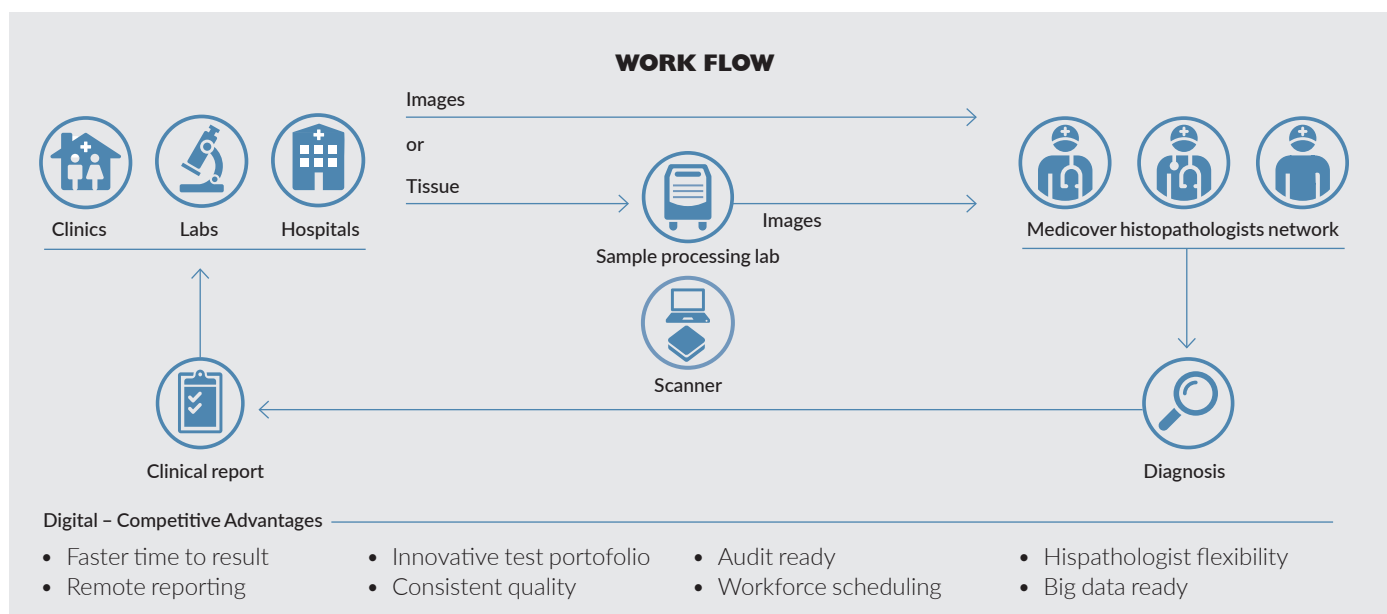 WORK FLOW
Images
or
Tissue
Images
Clinics
Labs
Hospitals
Sample processing lab
Medicover histopathologists network
Scanner
Clinical report
Diagnosis
Digital – Competitive Advantages
• Faster time to result
• Remote reporting
• Innovative test portofolio
• Consistent quality
• Audit ready
• Workforce scheduling
• Hispathologist flexibility
• Big data ready